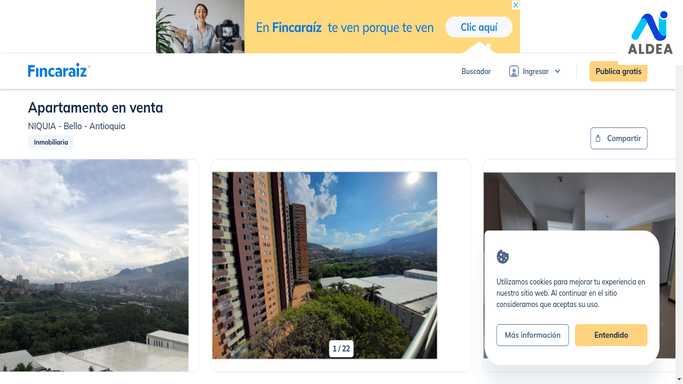 En Fincaraíz te ven porque te ven
Clic aquí
ALDEA
Fincaraiz
Buscador
Ingresar
Publica gratis
Apartamento en venta
NIQUIA - Bello - Antioquia
Inmobiliaria
Compartir
1 / 22
Utilizamos cookies para mejorar tu experiencia en
nuestro sitio web. Al continuar en el sitio
consideramos que aceptas su uso.
Más información
Entendido